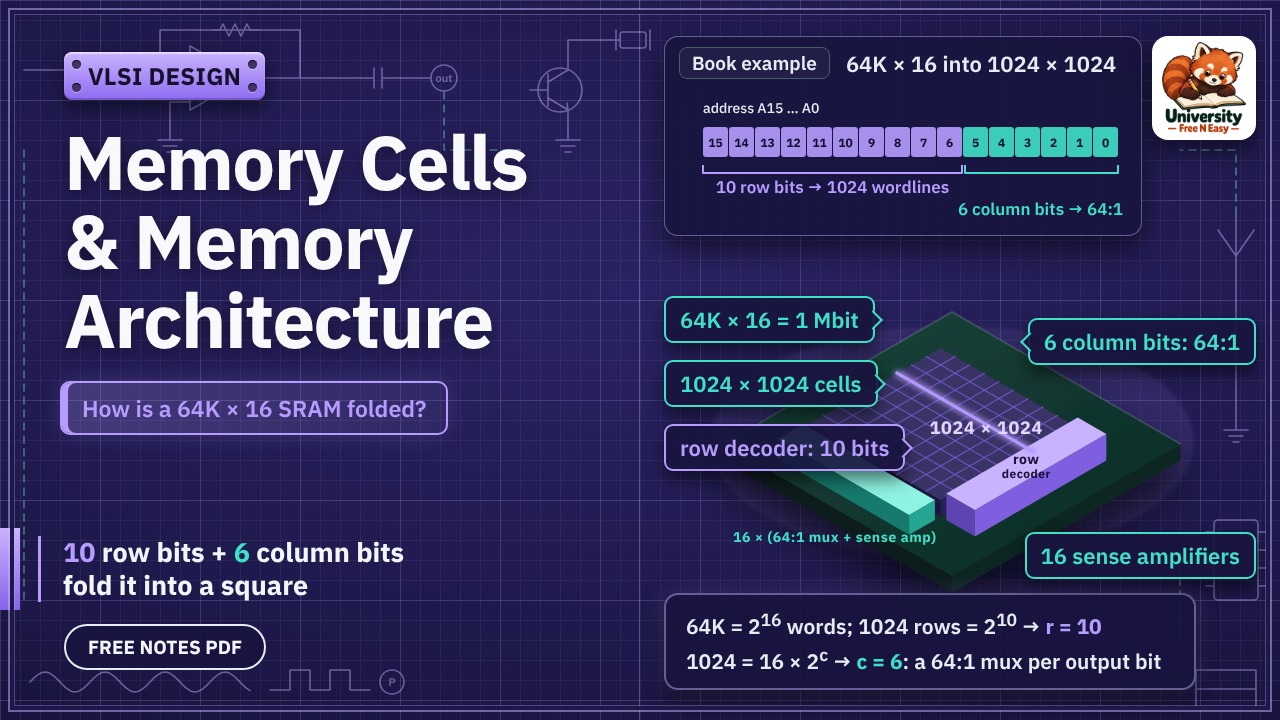 VLSI DESIGN
Memory Cells
& Memory
Architecture
How is a 64K × 16 SRAM folded?
10 row bits + 6 column bits
fold it into a square
FREE NOTES PDF
out
P
Book example
64K × 16 into 1024 × 1024
address A15 ... A0
15 14 13 12 11 10 9 8 7 6 5 4 3 2 1 0
10 row bits → 1024 wordlines
6 column bits → 64:1
University
Free N Easy
64K × 16 = 1 Mbit
1024 × 1024 cells
row decoder: 10 bits
6 column bits: 64:1
1024 × 1024
row
decoder
16 × (64:1 mux + sense amp)
16 sense amplifiers
64K = 2^16 words; 1024 rows = 2^10 → r = 10
1024 = 16 × 2^c → c = 6: a 64:1 mux per output bit